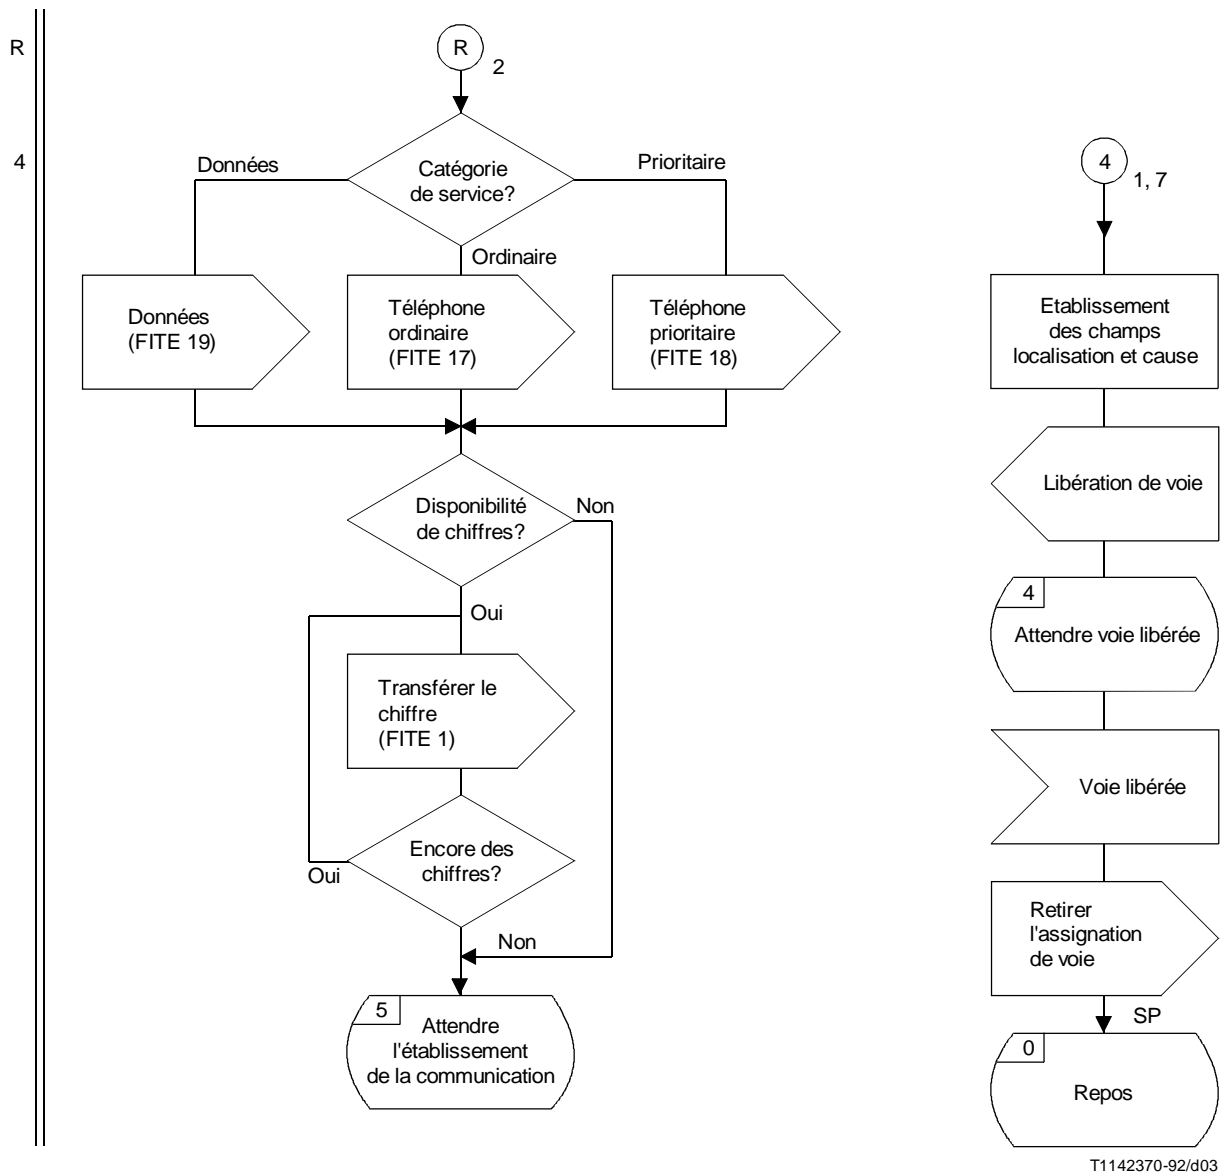 R
4
R
2
Catégorie
de service?
Données
Prioritaire
Ordinaire
Données
(FITE 19)
Téléphone
ordinaire
(FITE 17)
Téléphone
prioritaire
(FITE 18)
Disponibilité
de chiffres?
Non
Oui
Transférer le
chiffre
(FITE 1)
Encore des
chiffres?
Oui
Non
5
Attendre
l'établissement
de la communication
4
1, 7
Etablissement
des champs
localisation et cause
Libération de voie
4
Attendre voie libérée
Voie libérée
Retirer
l'assignation
de voie
SP
0
Repos
T1142370-92/d03